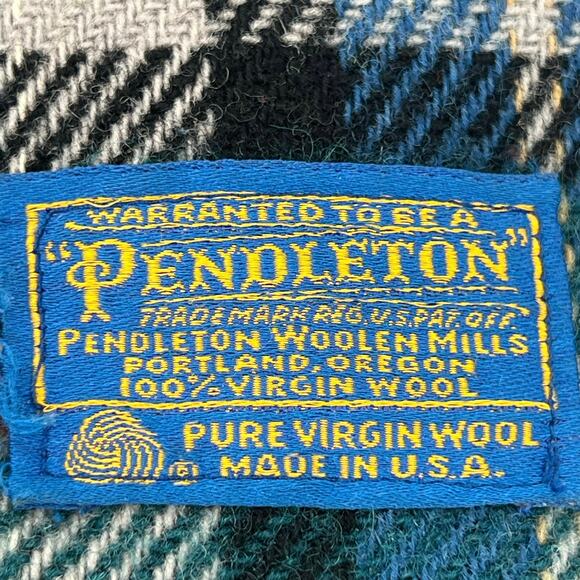 WARRANTED TO BE A
"PENDLETON"
TRADE MARK REG. U.S. PAT. OFF.
PENDLETON WOOLEN MILLS
PORTLAND, OREGON
100% VIRGIN WOOL
PURE VIRGIN WOOL
MADE IN U.S.A.